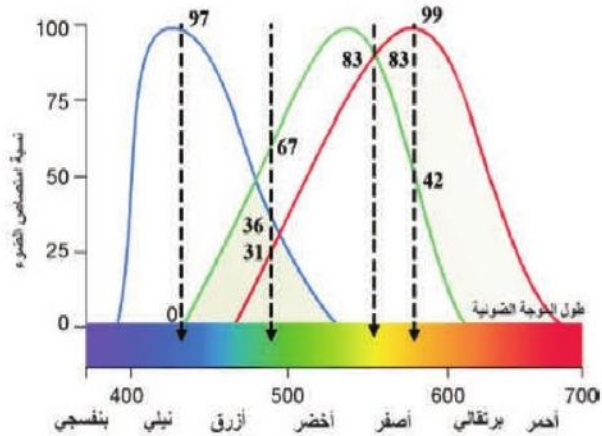 100
75
50
25
0
نسبة امتصاص الضوء
97
99
83
83
67
42
36
31
0
طول الموجة الضوئية
400
500
600
700
بنفسجي
نيلي
أزرق
أخضر
أصفر
برتقالي
أحمر